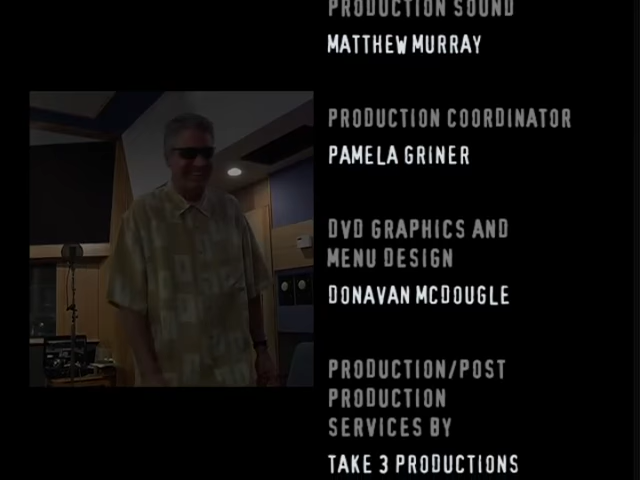 PRODUCTION SOUND
MATTHEW MURRAY
PRODUCTION COORDINATOR
PAMELA GRINER
DVD GRAPHICS AND
MENU DESIGN
DONAVAN MCDOUGLE
PRODUCTION/POST
PRODUCTION
SERVICES BY
TAKE 3 PRODUCTIONS